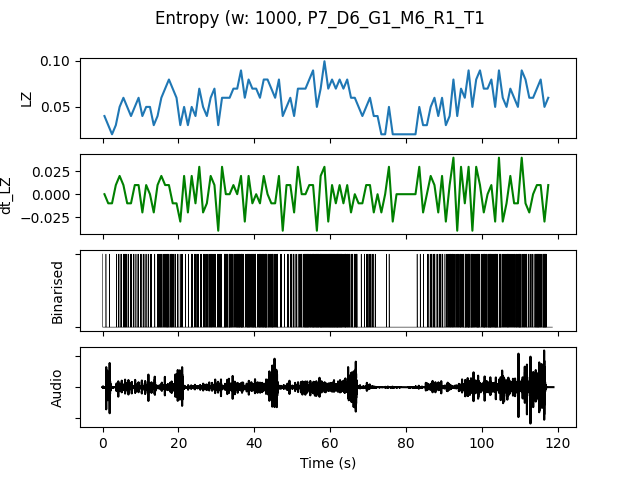 Entropy (w: 1000, P7_D6_G1_M6_R1_T1
0.10
0.05
LZ
0.025
0.000
−0.025
dt_LZ
Binarised
Audio
0 20 40 60 80 100 120
Time (s)